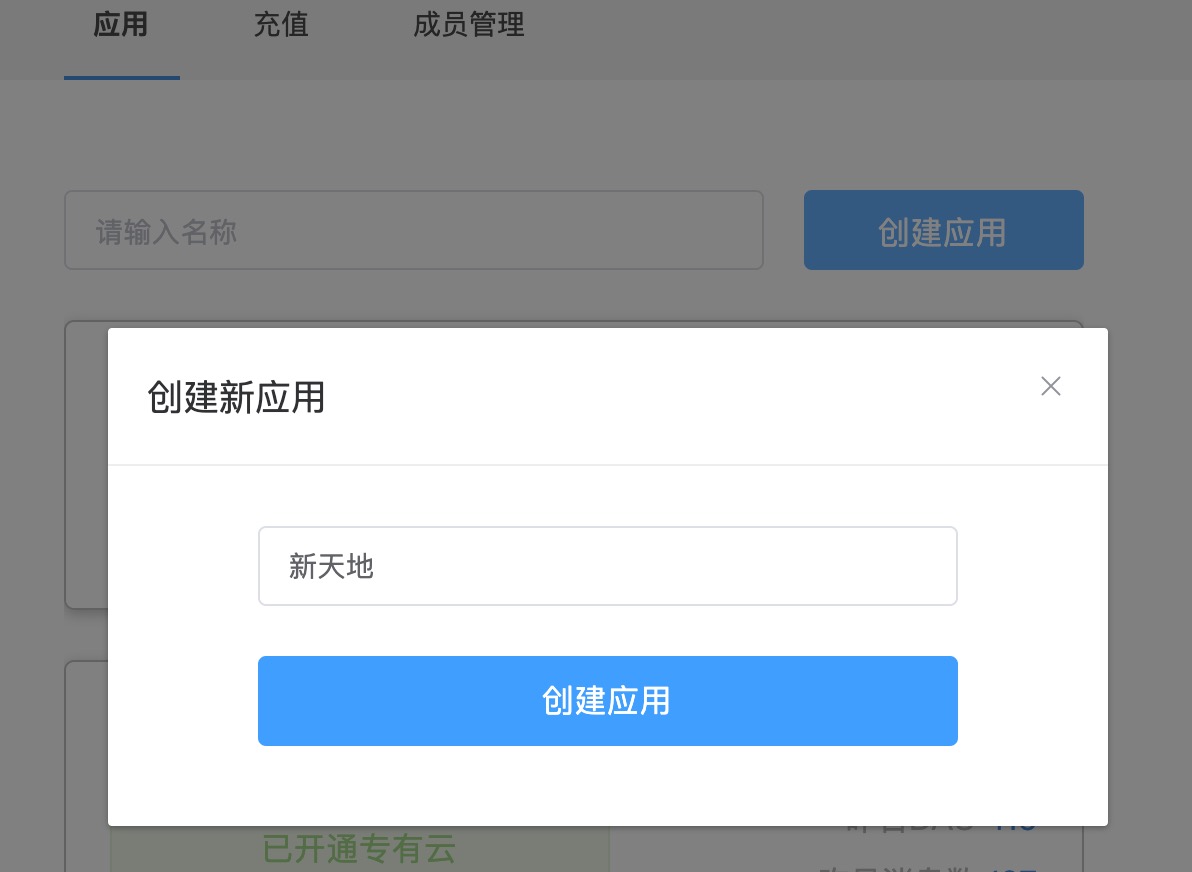 应用 充值 成员管理
请输入名称 创建应用
创建新应用
新天地
创建应用
已开通专有云